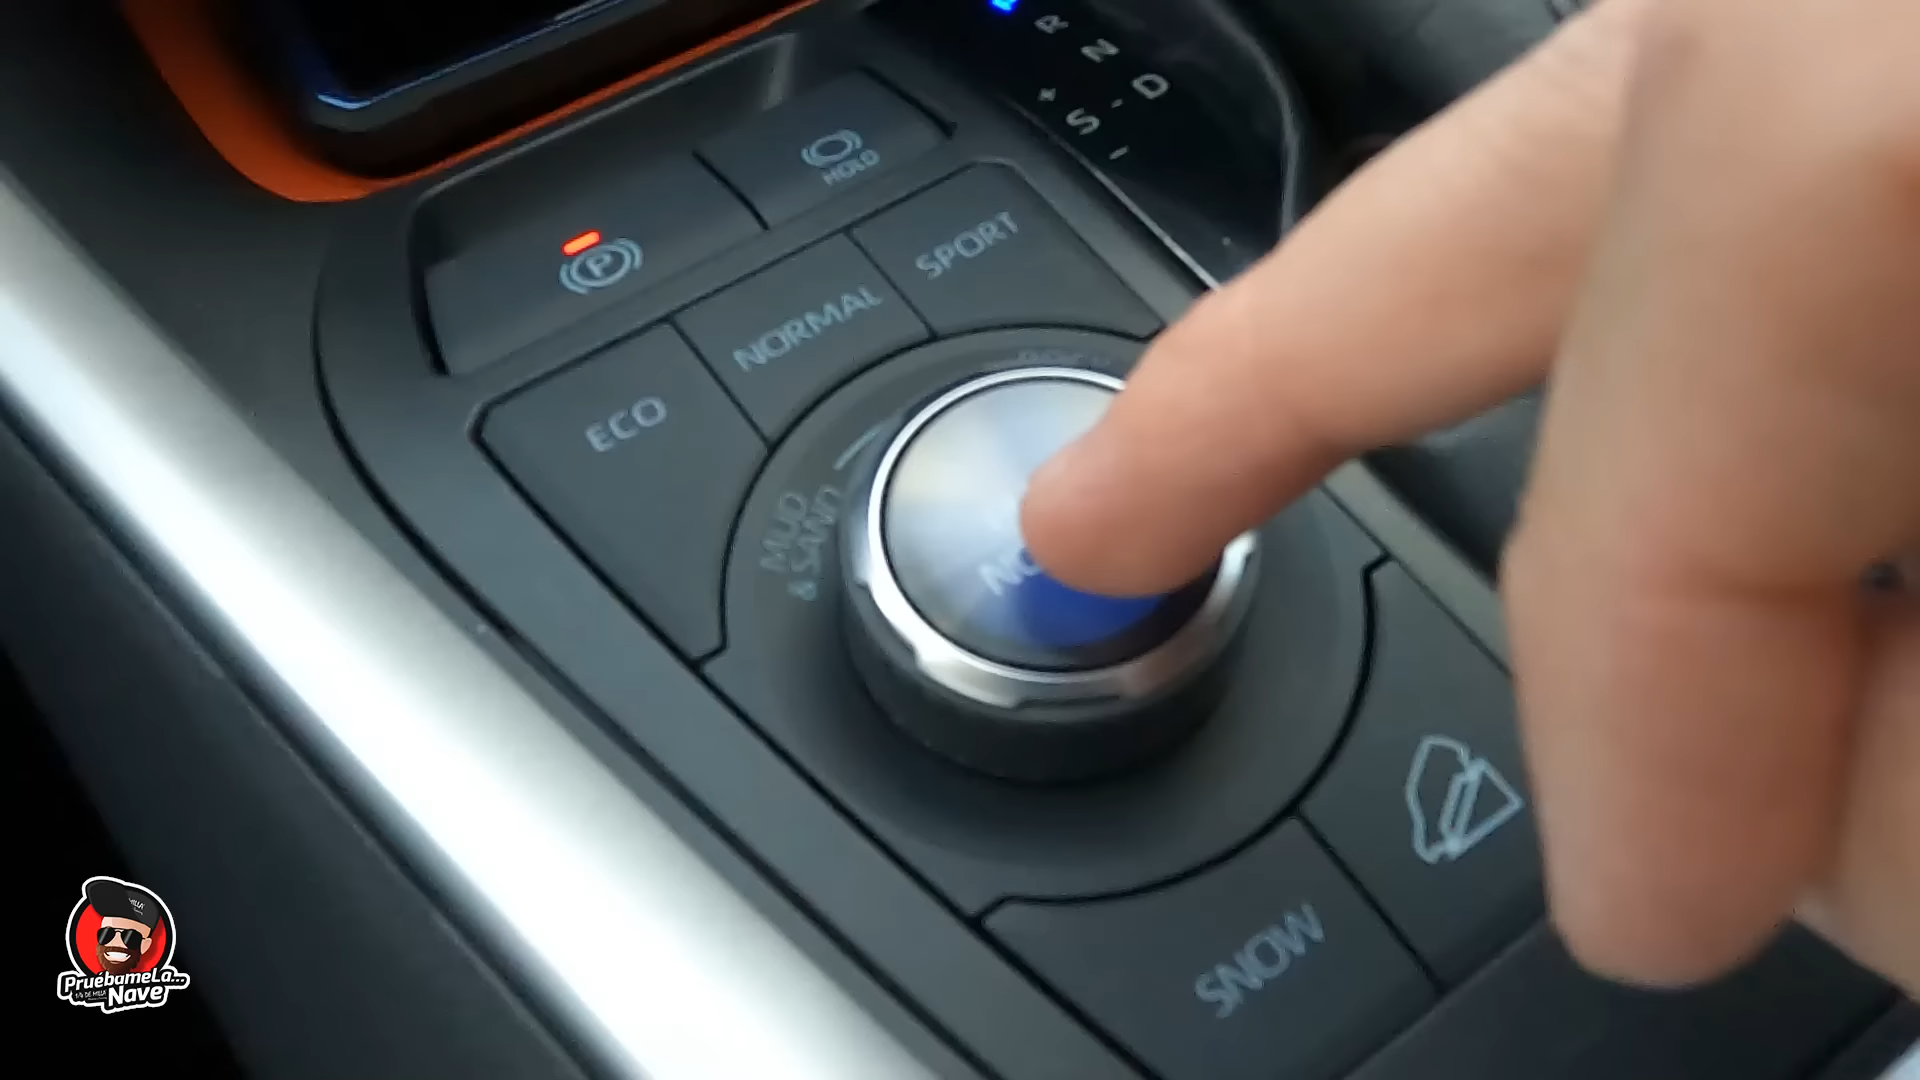 R
N
+
- D
S
-
HOLD
P
SPORT
NORMAL
ECO
MUD
& SAND
SNOW
PruébameLa...
Nave